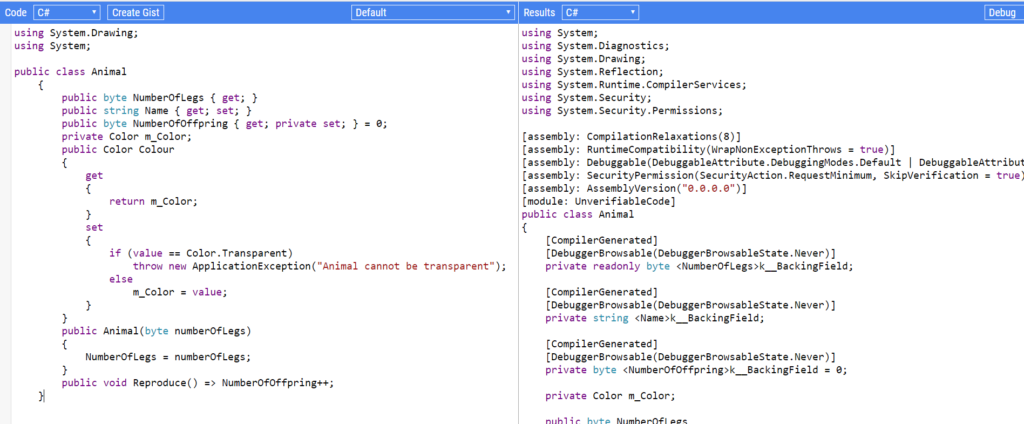 Code C# Create Gist Default
using System.Drawing;
using System;
public class Animal
{
public byte NumberOfLegs { get; }
public string Name { get; set; }
public byte NumberOfOffpring { get; private set; } = 0;
private Color m_Color;
public Color Colour
{
get
{
return m_Color;
}
set
{
if (value == Color.Transparent)
throw new ApplicationException("Animal cannot be transparent");
else
m_Color = value;
}
}
public Animal(byte numberOfLegs)
{
NumberOfLegs = numberOfLegs;
}
public void Reproduce() => NumberOfOffpring++;
}
Results C# Debug
using System;
using System.Diagnostics;
using System.Drawing;
using System.Reflection;
using System.Runtime.CompilerServices;
using System.Security;
using System.Security.Permissions;
[assembly: CompilationRelaxations(8)]
[assembly: RuntimeCompatibility(WrapNonExceptionThrows = true)]
[assembly: Debuggable(DebuggableAttribute.DebuggingModes.Default | DebuggableAttribut
[assembly: SecurityPermission(SecurityAction.RequestMinimum, SkipVerification = true)
[assembly: AssemblyVersion("0.0.0.0")]
[module: UnverifiableCode]
public class Animal
{
[CompilerGenerated]
[DebuggerBrowsable(DebuggerBrowsableState.Never)]
private readonly byte <NumberOfLegs>k__BackingField;
[CompilerGenerated]
[DebuggerBrowsable(DebuggerBrowsableState.Never)]
private string <Name>k__BackingField;
[CompilerGenerated]
[DebuggerBrowsable(DebuggerBrowsableState.Never)]
private byte <NumberOfOffpring>k__BackingField = 0;
private Color m_Color;
public byte NumberOfLegs